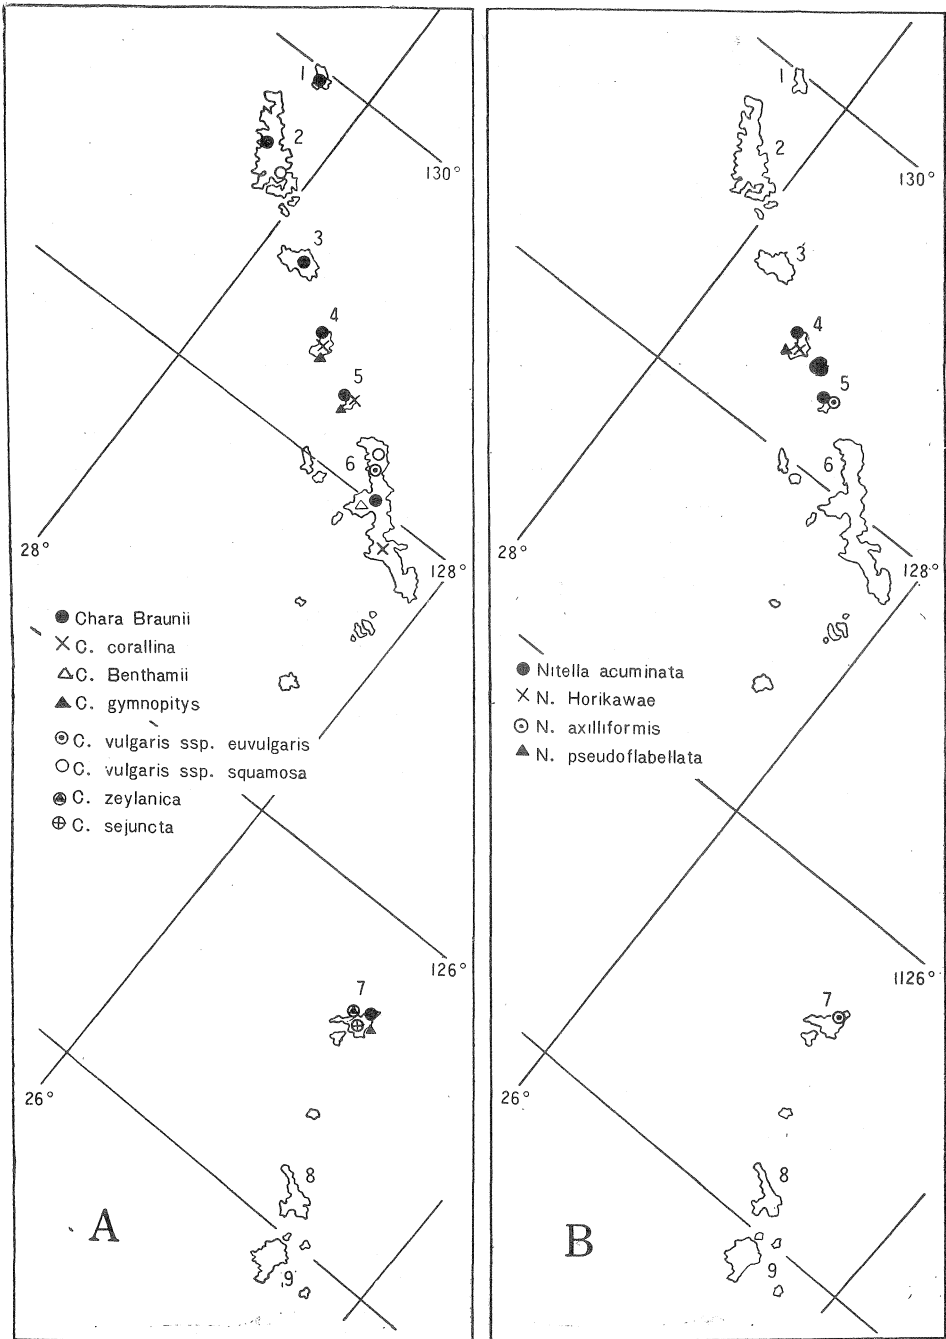 1
2
130°
3
4
5
6
28°
128°
Chara Braunii
C. corallina
C. Benthamii
C. gymnopitys
C. vulgaris ssp. euvulgaris
C. vulgaris ssp. squamosa
C. zeylanica
C. sejuncta
126°
7
26°
8
A
9
1
2
130°
3
4
5
6
28°
128°
Nitella acuminata
N. Horikawae
N. axilliformis
N. pseudoflabellata
1126°
7
26°
8
B
9